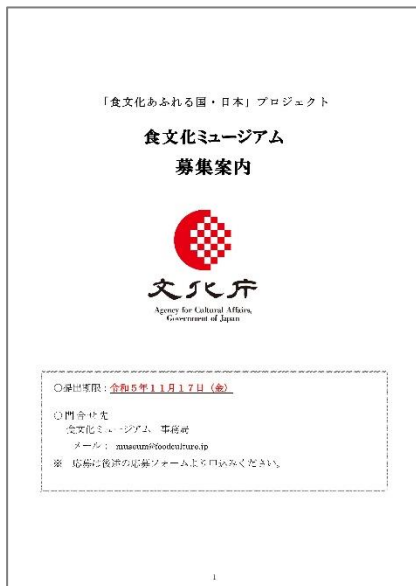 「食文化あふれる国・日本」プロジェクト
食文化ミュージアム
募集案内
文化庁
Agency for Cultural Affairs,
Government of Japan
○提出期限：令和5年11月17日（金）
○問合せ先
食文化ミュージアム 事務局
メール： museum@foodculture.jp
※ 応募は後述の応募フォームより申込みください。
1